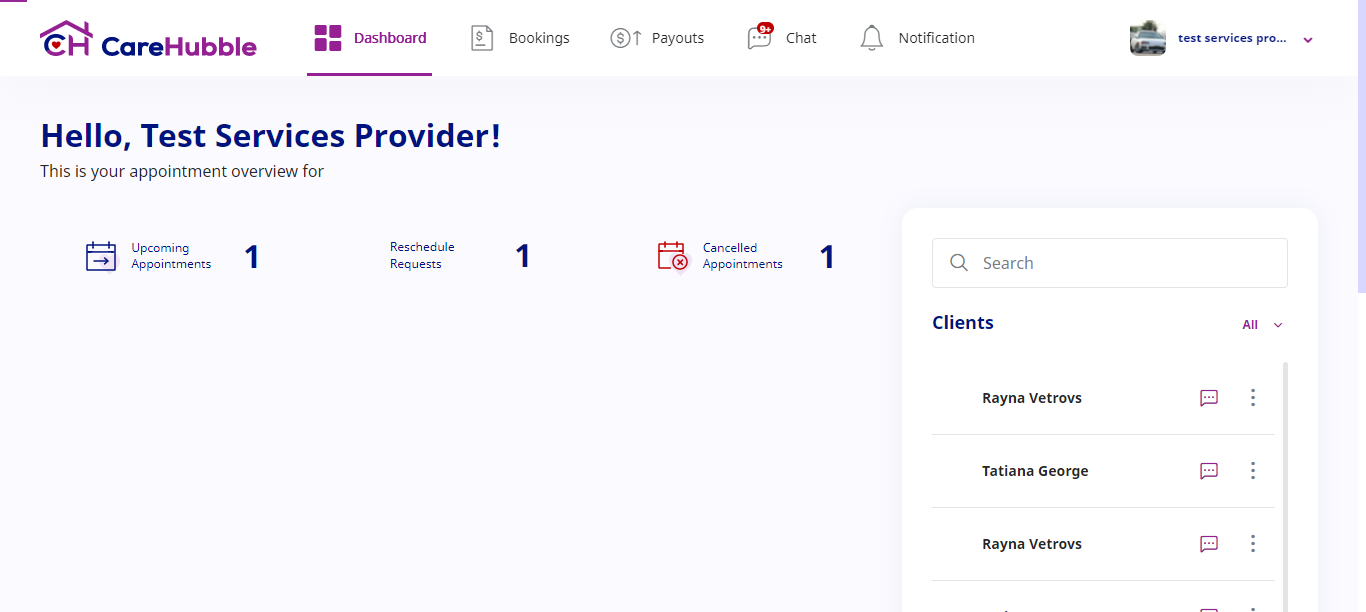 CH CareHubble
Dashboard
Bookings
Payouts
9+
Chat
Notification
test services pro...
Hello, Test Services Provider!
This is your appointment overview for
Upcoming
Appointments
1
Reschedule
Requests
1
Cancelled
Appointments
1
Search
Clients
All
Rayna Vetrovs
Tatiana George
Rayna Vetrovs